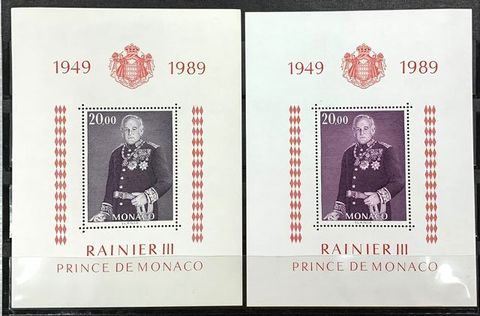 1949 1989
20.00
MONACO
RAINIER III
PRINCE DE MONACO
1949 1989
20.00
MONACO
RAINIER III
PRINCE DE MONACO